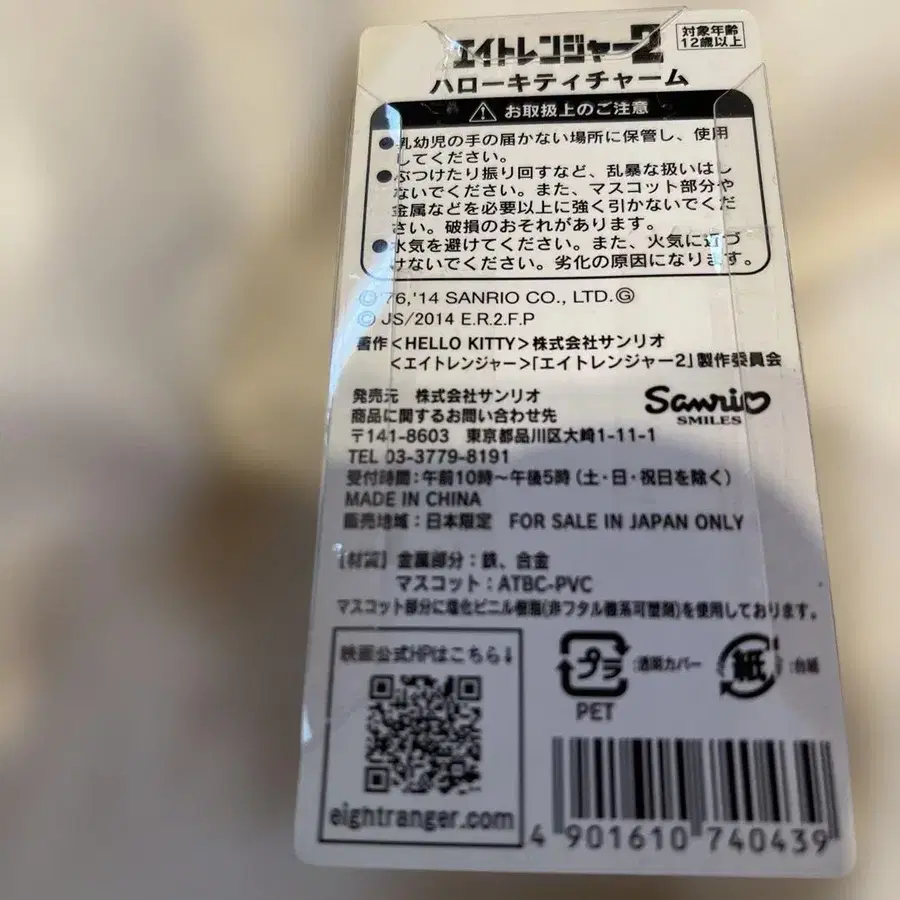 エイトレンジャー2
対象年齢
12歳以上
ハローキティチャーム
お取扱上のご注意
●乳幼児の手の届かない場所に保管し、使用
してください。
●ぶつけたり振り回すなど、乱暴な扱いはし
ないでください。また、マスコット部分や
金属などを必要以上に強く引かないでくだ
さい。破損のおそれがあります。
●水気を避けてください。また、火気に近づ
けないでください。劣化の原因になります。
©'76,'14 SANRIO CO., LTD.Ⓖ
© JS/2014 E.R.2.F.P
著作<HELLO KITTY>株式会社サンリオ
<エイトレンジャー>「エイトレンジャー2」製作委員会
発売元 株式会社サンリオ
商品に関するお問い合わせ先
〒141-8603 東京都品川区大崎1-11-1
TEL 03-3779-8191
受付時間:午前10時~午後5時(土・日・祝日を除く)
Sanrio
SMILES
MADE IN CHINA
販売地域:日本限定 FOR SALE IN JAPAN ONLY
【材質】金属部分:鉄、合金
マスコット:ATBC-PVC
マスコット部分に塩化ビニル樹脂(非フタル酸系可塑剤)を使用しております。
映画公式HPはこちら↓
eightranger.com
プラ
:透明カバー
PET
紙
:台紙
4 901610 740439